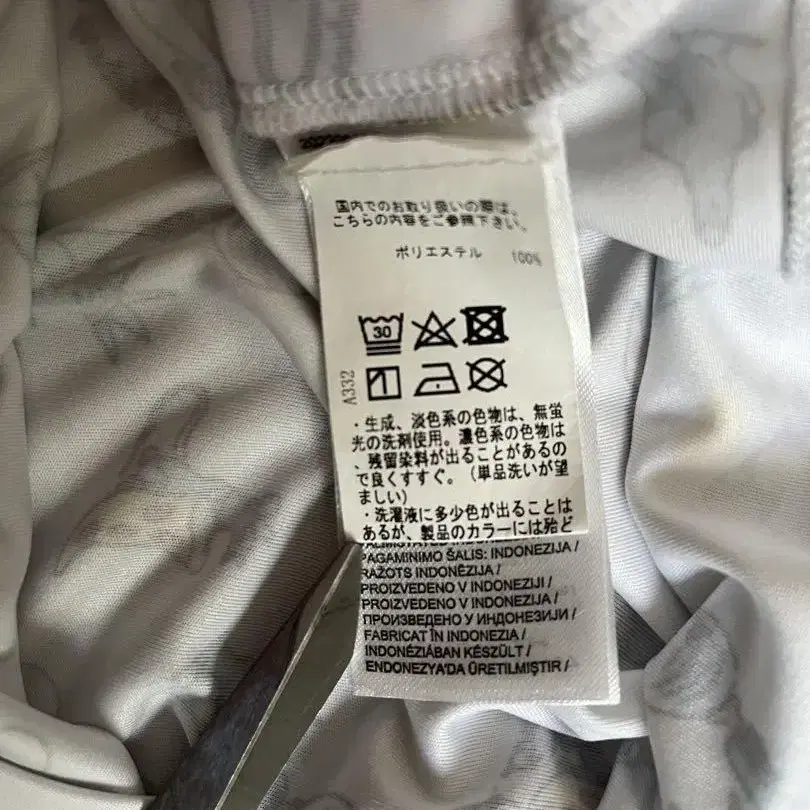 国内でのお取り扱いの際は、
こちらの内容をご参照下さい。
ポリエステル 100%
30
A332
・生成、淡色系の色物は、無蛍
光の洗剤使用。濃色系の色物は
、残留染料が出ることがあるの
で良くすすぐ。（単品洗いが望
ましい）
・洗濯液に多少色が出ることは
あるが、製品のカラーには殆ど
PAGAMINIMO ŠALIS: INDONEZIJA /
RAŽOTS INDONĒZIJA /
PROIZVEDENO V INDONEZIJI /
PROIZVEDENO V INDONEZIJA /
ПРОИЗВЕДЕНО У ИНДОНЕЗИЈИ /
FABRICAT ÎN INDONEZIA /
INDONÉZIÁBAN KÉSZÜLT /
ENDONEZYA'DA ÜRETİLMİŞTİR /